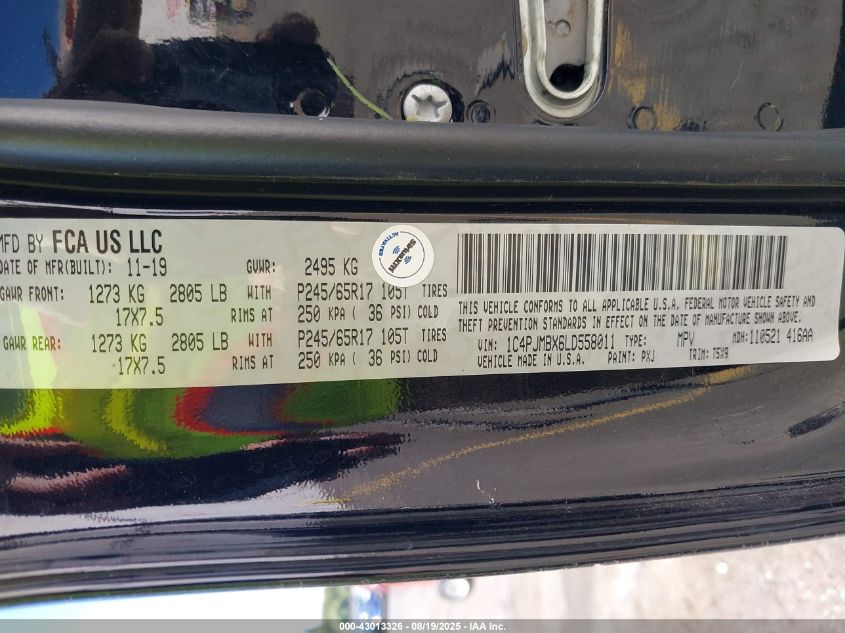 MFD BY FCA US LLC
DATE OF MFR(BUILT): 11-19 GVWR: 2495 KG
GAWR FRONT: 1273 KG 2805 LB WITH P245/65R17 105T TIRES
17X7.5 RIMS AT 250 KPA ( 36 PSI) COLD
GAWR REAR: 1273 KG 2805 LB WITH P245/65R17 105T TIRES
17X7.5 RIMS AT 250 KPA ( 36 PSI) COLD
SIRIUSXM
ACTIVATED
THIS VEHICLE CONFORMS TO ALL APPLICABLE U.S.A. FEDERAL MOTOR VEHICLE SAFETY AND
THEFT PREVENTION STANDARDS IN EFFECT ON THE DATE OF MANUFACTURE SHOWN ABOVE.
VIN: 1C4PJMBX6LD558011 TYPE: MPV MDH: 110521 416AA
VEHICLE MADE IN U.S.A. PAINT: PXJ TRIM: T5X9
000-43013326 - 08/19/2025 - IAA Inc.